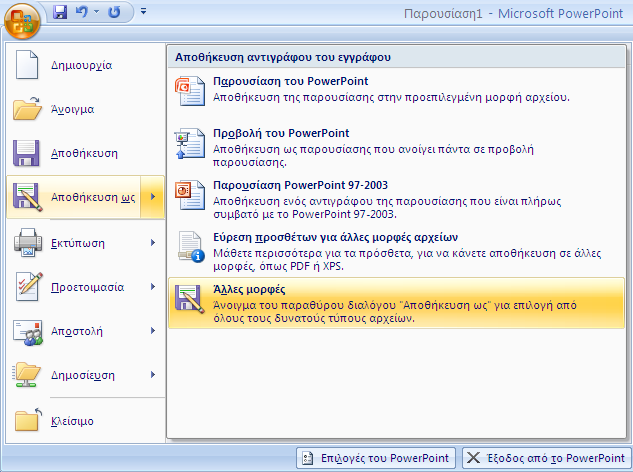 Παρουσίαση1 - Microsoft PowerPoint
Δημιουργία
Άνοιγμα
Αποθήκευση
Αποθήκευση ως
Εκτύπωση
Προετοιμασία
Αποστολή
Δημοσίευση
Κλείσιμο
Αποθήκευση αντιγράφου του εγγράφου
Παρουσίαση του PowerPoint
Αποθήκευση της παρουσίασης στην προεπιλεγμένη μορφή αρχείου.
Προβολή του PowerPoint
Αποθήκευση ως παρουσίασης που ανοίγει πάντα σε προβολή
παρουσίασης.
Παρουσίαση PowerPoint 97-2003
Αποθήκευση ενός αντιγράφου της παρουσίασης που είναι πλήρως
συμβατό με το PowerPoint 97-2003.
Εύρεση προσθέτων για άλλες μορφές αρχείων
Μάθετε περισσότερα για τα πρόσθετα, για να κάνετε αποθήκευση σε άλλες
μορφές, όπως PDF ή XPS.
Άλλες μορφές
Άνοιγμα του παραθύρου διαλόγου "Αποθήκευση ως" για επιλογή από
όλους τους δυνατούς τύπους αρχείων.
Επιλογές του PowerPoint
Έξοδος από το PowerPoint